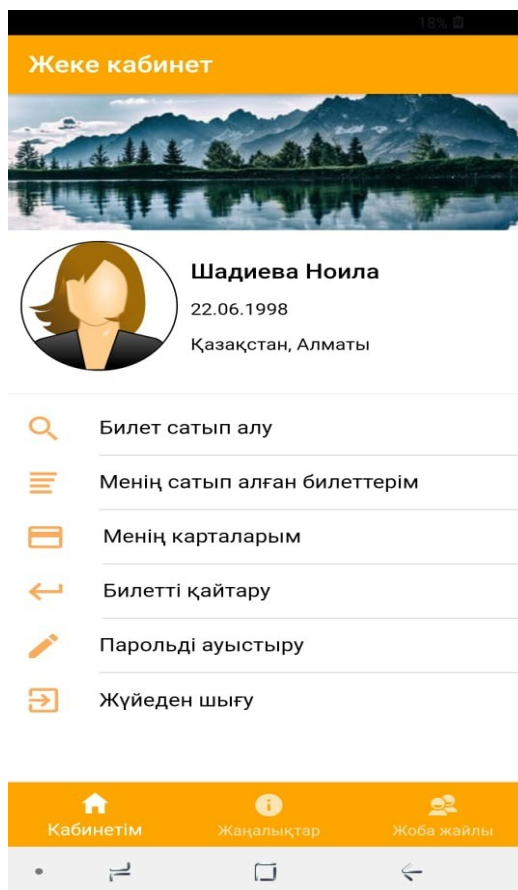 18%
Жеке кабинет
Шадиева Ноила
22.06.1998
Қазақстан, Алматы
Билет сатып алу
Менің сатып алған билеттерім
Менің карталарым
Билетті қайтару
Парольді ауыстыру
Жүйеден шығу
Кабинетім
Жаңалықтар
Жоба жайлы